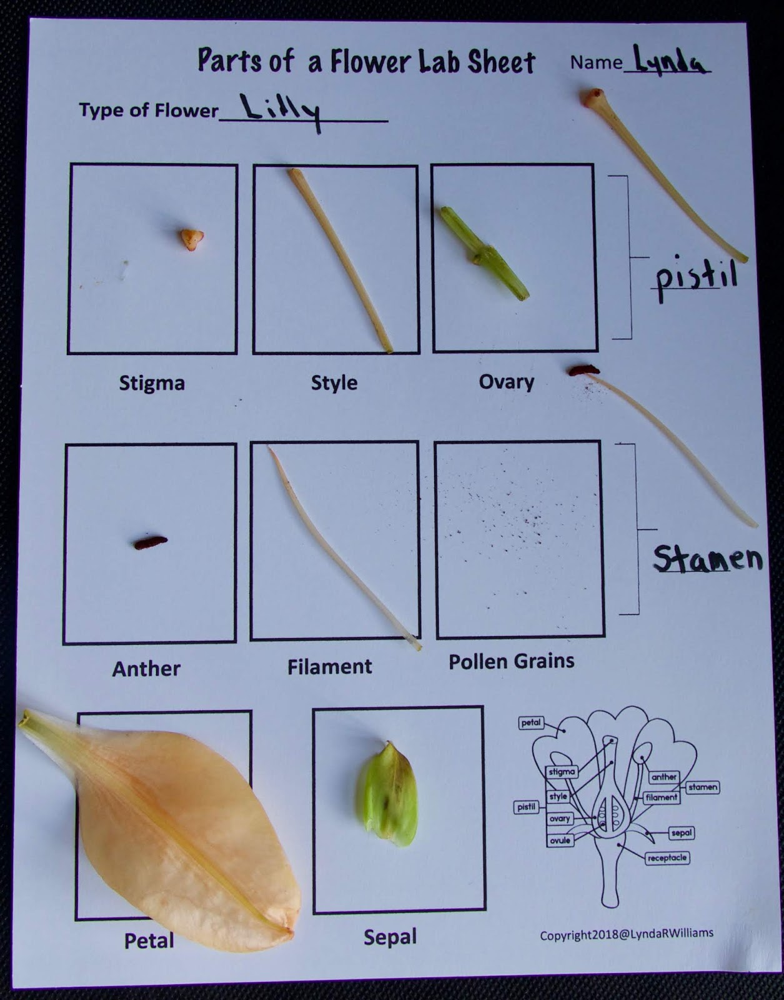 Parts of a Flower Lab Sheet Name Lynda
Type of Flower Lilly
pistil
Stigma Style Ovary
Stamen
Anther Filament Pollen Grains
petal
stigma
anther
stamen
style
filament
pistil
ovary
sepal
ovule
receptacle
Petal Sepal
Copyright2018@LyndaRWilliams